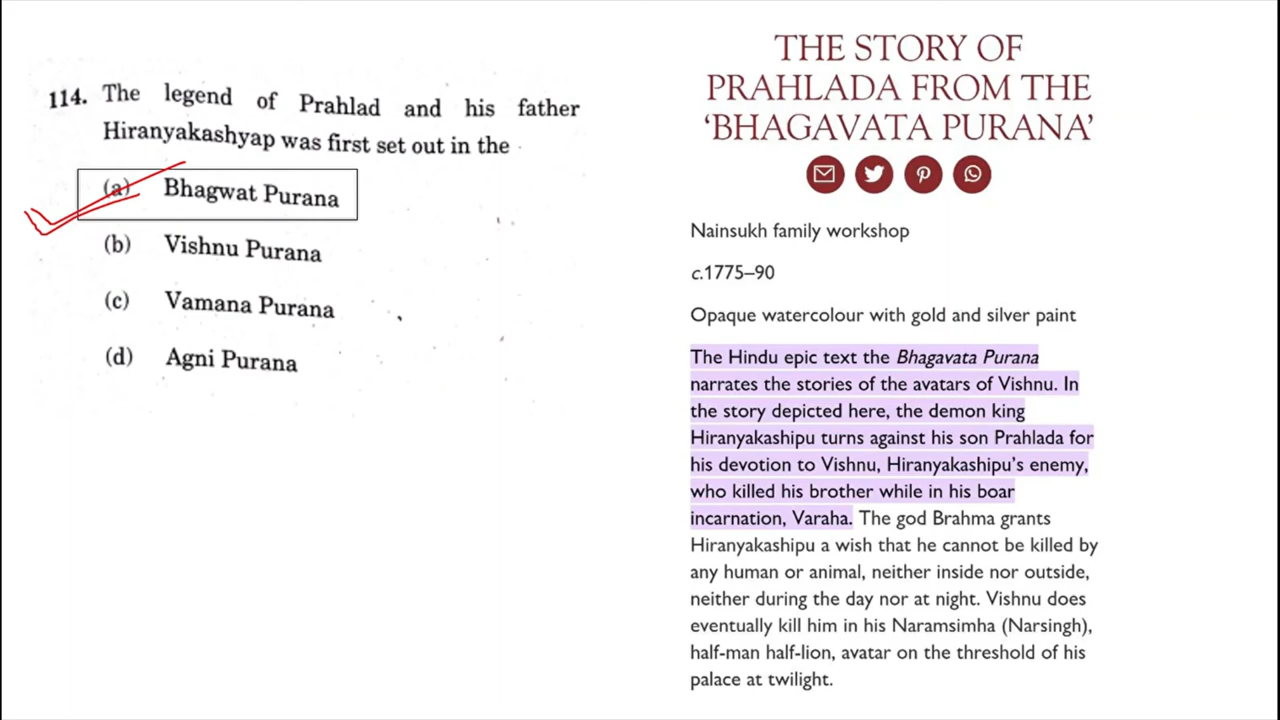 114. The legend of Prahlad and his father
Hiranyakashyap was first set out in the
(a) Bhagwat Purana
(b) Vishnu Purana
(c) Vamana Purana
(d) Agni Purana
THE STORY OF
PRAHLADA FROM THE
‘BHAGAVATA PURANA’
Nainsukh family workshop
c.1775–90
Opaque watercolour with gold and silver paint
The Hindu epic text the Bhagavata Purana
narrates the stories of the avatars of Vishnu. In
the story depicted here, the demon king
Hiranyakashipu turns against his son Prahlada for
his devotion to Vishnu, Hiranyakashipu’s enemy,
who killed his brother while in his boar
incarnation, Varaha. The god Brahma grants
Hiranyakashipu a wish that he cannot be killed by
any human or animal, neither inside nor outside,
neither during the day nor at night. Vishnu does
eventually kill him in his Naramsimha (Narsingh),
half-man half-lion, avatar on the threshold of his
palace at twilight.